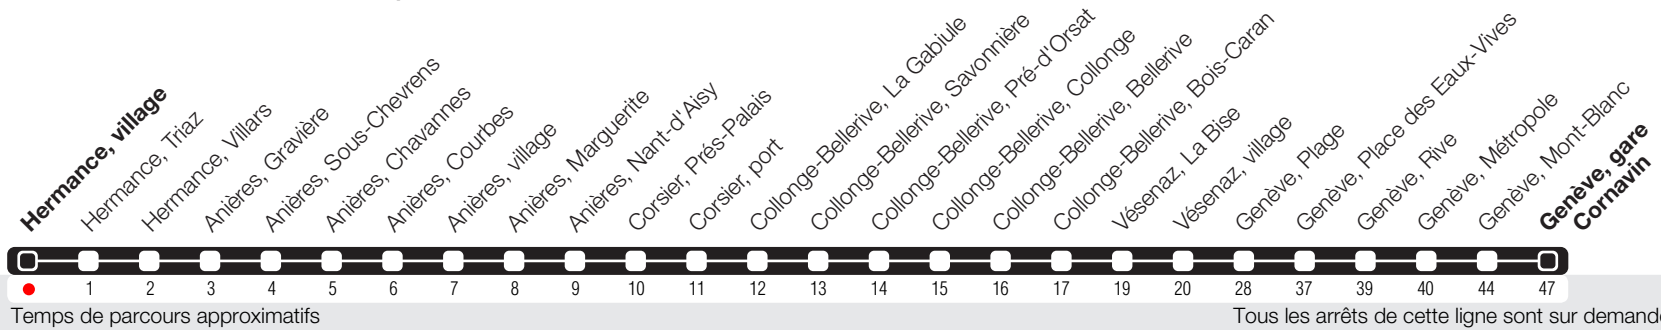 Hermance, village
Hermance, Triaz
Hermance, Villars
Anières, Gravière
Anières, Sous-Chevrens
Anières, Chavannes
Anières, Courbes
Anières, village
Anières, Marguerite
Anières, Nant-d'Aisy
Corsier, Prés-Palais
Corsier, port
Collonge-Bellerive, La Gabiule
Collonge-Bellerive, Savonnière
Collonge-Bellerive, Pré-d'Orsat
Collonge-Bellerive, Collonge
Collonge-Bellerive, Bellerive
Collonge-Bellerive, Bois-Caran
Vésenaz, La Bise
Vésenaz, village
Genève, Plage
Genève, Place des Eaux-Vives
Genève, Rive
Genève, Métropole
Genève, Mont-Blanc
Genève, gare
Cornavin
1 2 3 4 5 6 7 8 9 10 11 12 13 14 15 16 17 19 20 28 37 39 40 44 47
Temps de parcours approximatifs
Tous les arrêts de cette ligne sont sur demande